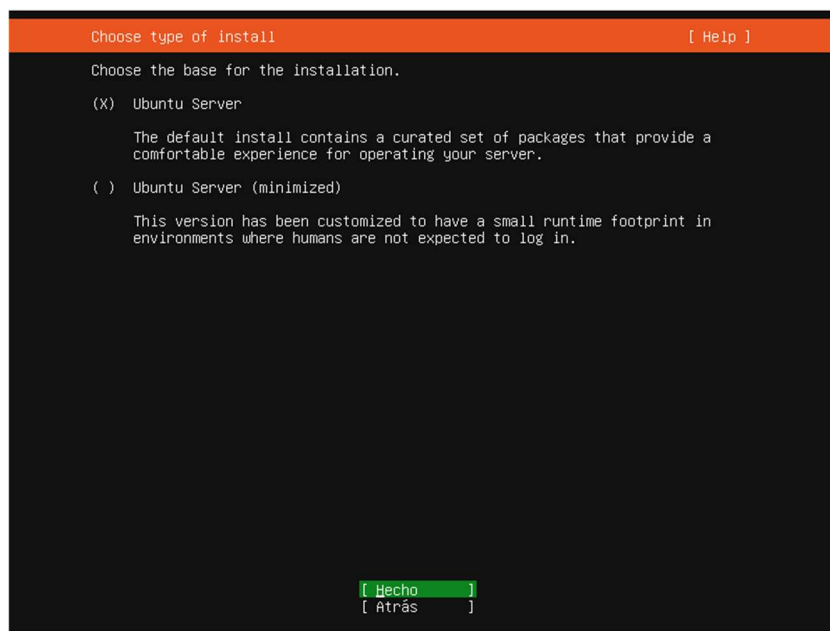 Choose type of install [ Help ]
Choose the base for the installation.
(X) Ubuntu Server
The default install contains a curated set of packages that provide a
comfortable experience for operating your server.
( ) Ubuntu Server (minimized)
This version has been customized to have a small runtime footprint in
environments where humans are not expected to log in.
[ Hecho ]
[ Atrás ]